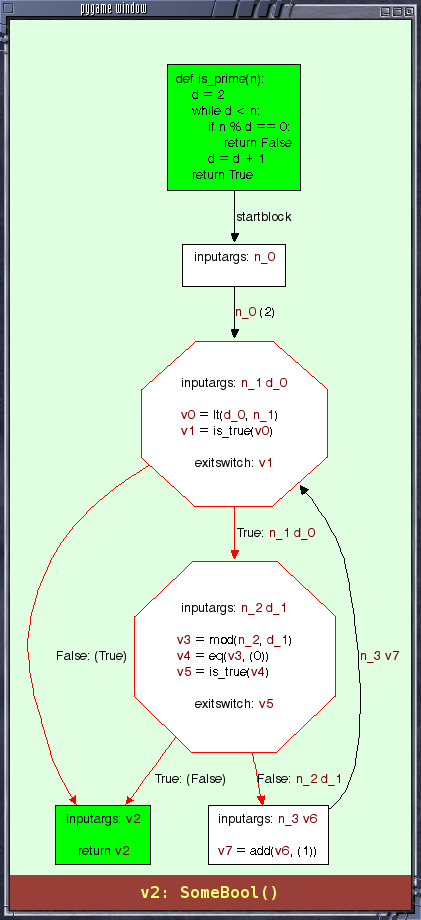 pygame window
def is_prime(n):
d = 2
while d < n:
if n % d == 0:
return False
d = d + 1
return True
startblock
inputargs: n_0
n_0 (2)
inputargs: n_1 d_0
v0 = lt(d_0, n_1)
v1 = is_true(v0)
exitswitch: v1
True: n_1 d_0
inputargs: n_2 d_1
v3 = mod(n_2, d_1)
v4 = eq(v3, (0))
v5 = is_true(v4)
exitswitch: v5
False: (True)
n_3 v7
True: (False)
False: n_2 d_1
inputargs: v2
return v2
inputargs: n_3 v6
v7 = add(v6, (1))
v2: SomeBool()